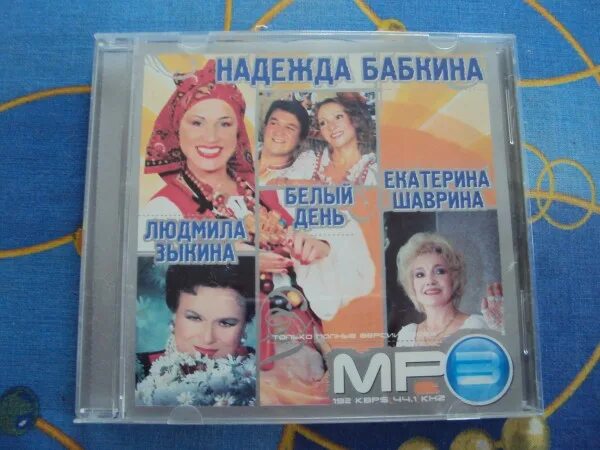 НАДЕЖДА БАБКИНА
БЕЛЫЙ
ДЕНЬ
ЕКАТЕРИНА
ШАВРИНА
ЛЮДМИЛА
ЗЫКИНА
ТОЛЬКО ПОЛНЫЕ ВЕРСИИ
MP3
192 KBPS 44.1 KHZ